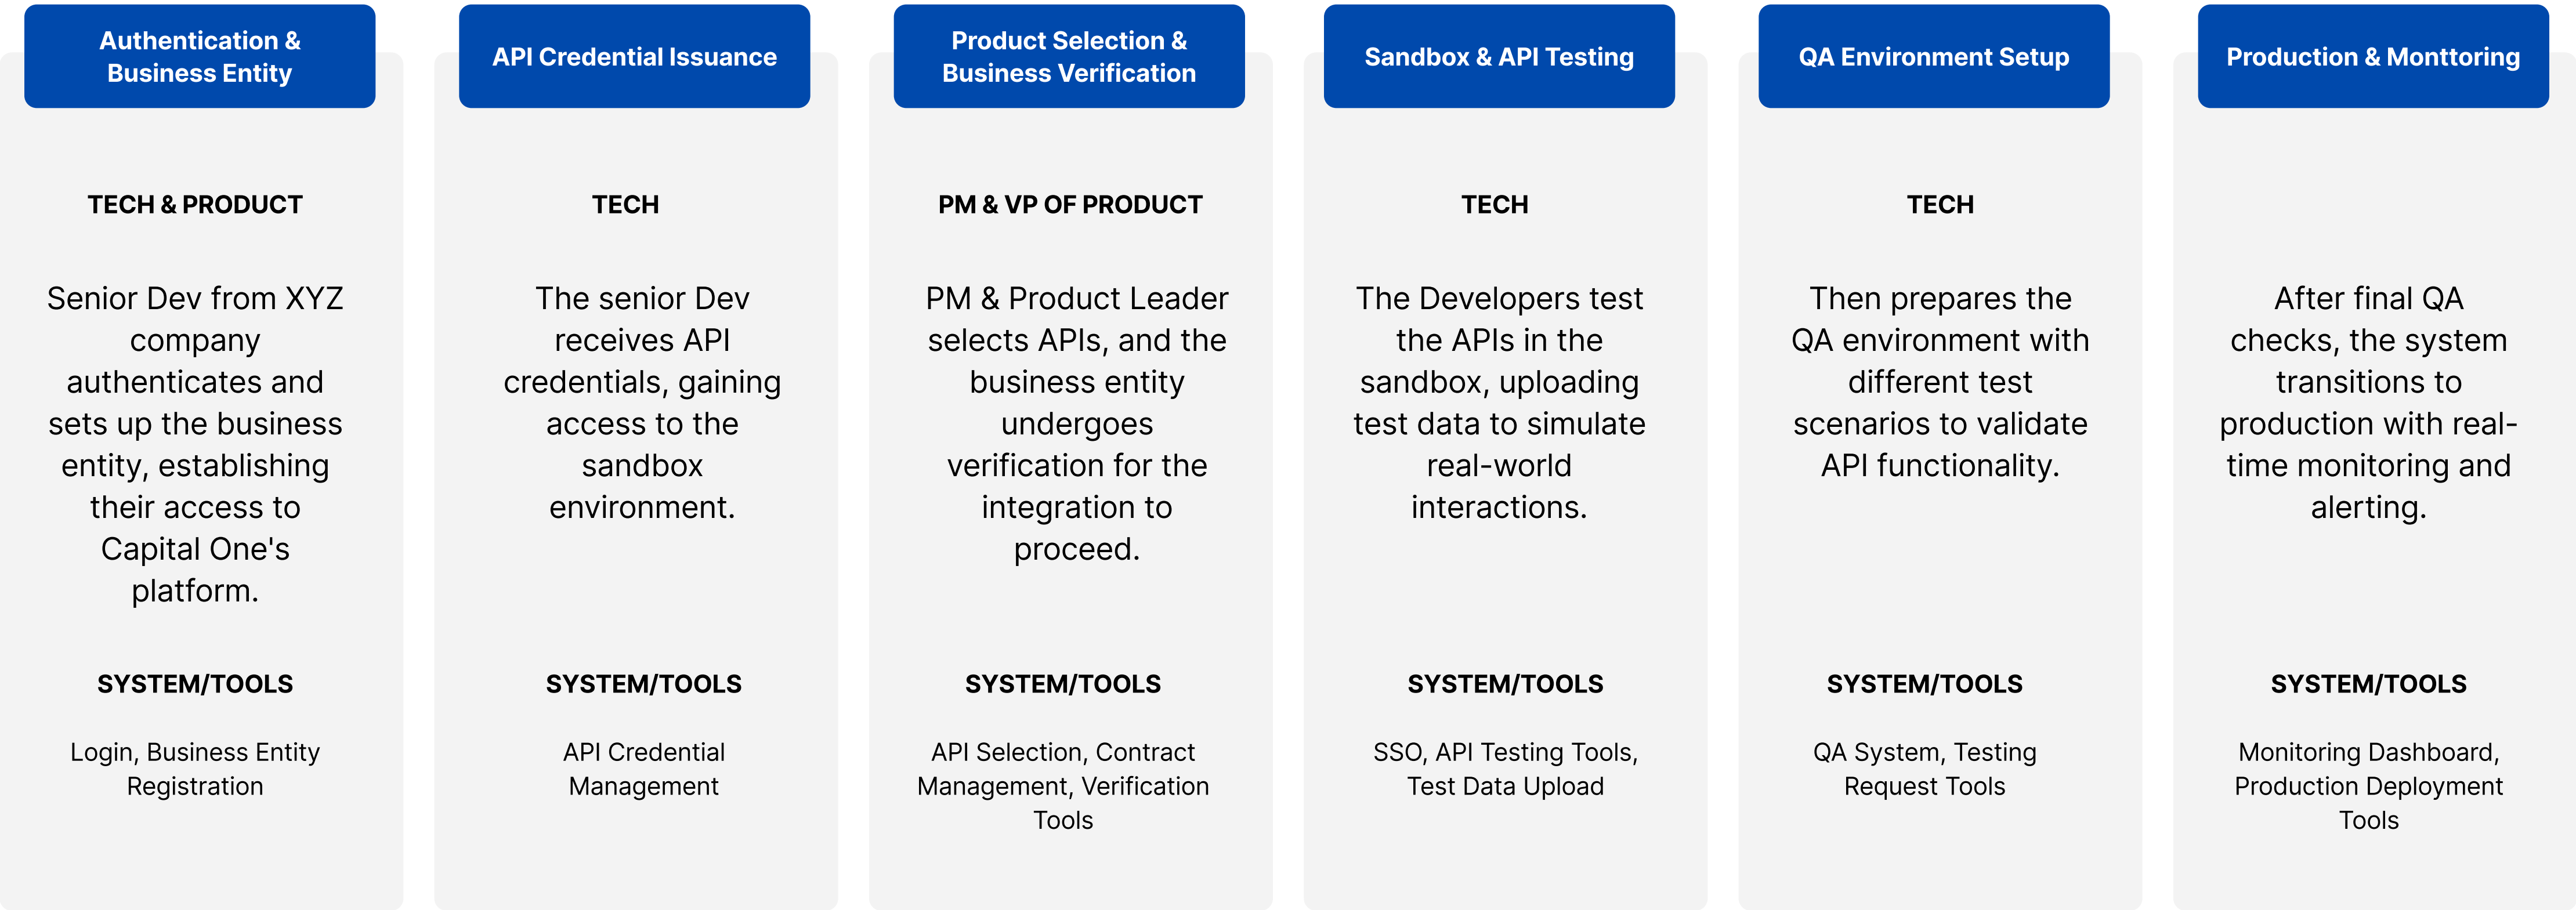 Authentication &
Business Entity
TECH & PRODUCT
Senior Dev from XYZ
company
authenticates and
sets up the business
entity, establishing
their access to
Capital One's
platform.
SYSTEM/TOOLS
Login, Business Entity
Registration
API Credential Issuance
TECH
The senior Dev
receives API
credentials, gaining
access to the
sandbox
environment.
SYSTEM/TOOLS
API Credential
Management
Product Selection &
Business Verification
PM & VP OF PRODUCT
PM & Product Leader
selects APIs, and the
business entity
undergoes
verification for the
integration to
proceed.
SYSTEM/TOOLS
API Selection, Contract
Management, Verification
Tools
Sandbox & API Testing
TECH
The Developers test
the APIs in the
sandbox, uploading
test data to simulate
real-world
interactions.
SYSTEM/TOOLS
SSO, API Testing Tools,
Test Data Upload
QA Environment Setup
TECH
Then prepares the
QA environment with
different test
scenarios to validate
API functionality.
SYSTEM/TOOLS
QA System, Testing
Request Tools
Production & Monttoring
After final QA
checks, the system
transitions to
production with real-
time monitoring and
alerting.
SYSTEM/TOOLS
Monitoring Dashboard,
Production Deployment
Tools